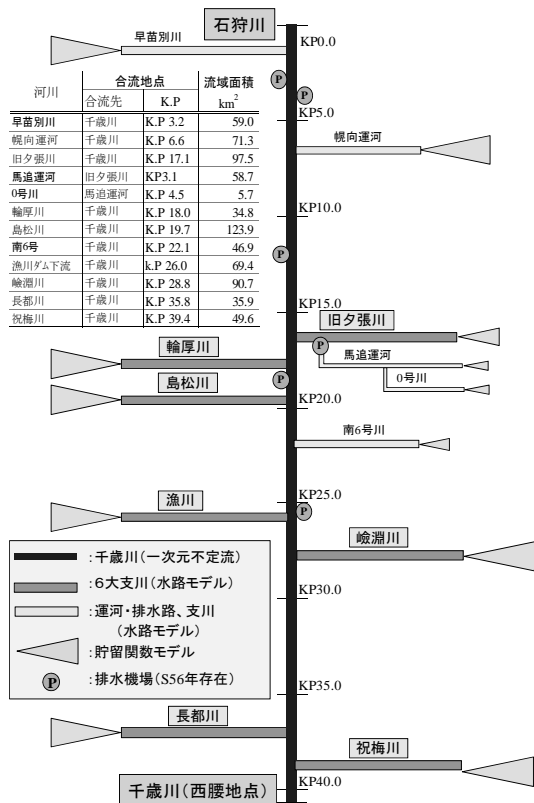 石狩川
早苗別川
KP0.0
P
P
河川 合流地点 流域面積
合流先 K.P km2
早苗別川 千歳川 K.P 3.2 59.0
幌向運河 千歳川 K.P 6.6 71.3
旧夕張川 千歳川 K.P 17.1 97.5
馬追運河 旧夕張川 KP3.1 58.7
0号川 馬追運河 K.P 4.5 5.7
輪厚川 千歳川 K.P 18.0 34.8
島松川 千歳川 K.P 19.7 123.9
南6号 千歳川 K.P 22.1 46.9
漁川ダム下流 千歳川 k.P 26.0 69.4
嶮淵川 千歳川 K.P 28.8 90.7
長都川 千歳川 K.P 35.8 35.9
祝梅川 千歳川 K.P 39.4 49.6
KP5.0
幌向運河
KP10.0
P
KP15.0
旧夕張川
輪厚川
P
馬追運河
島松川
P
0号川
KP20.0
南6号川
KP25.0
漁川
P
嶮淵川
:千歳川(一次元不定流)
:6大支川(水路モデル)
:運河・排水路、支川
(水路モデル)
:貯留関数モデル
P :排水機場(S56年存在)
KP30.0
KP35.0
長都川
祝梅川
KP40.0
千歳川(西腰地点)